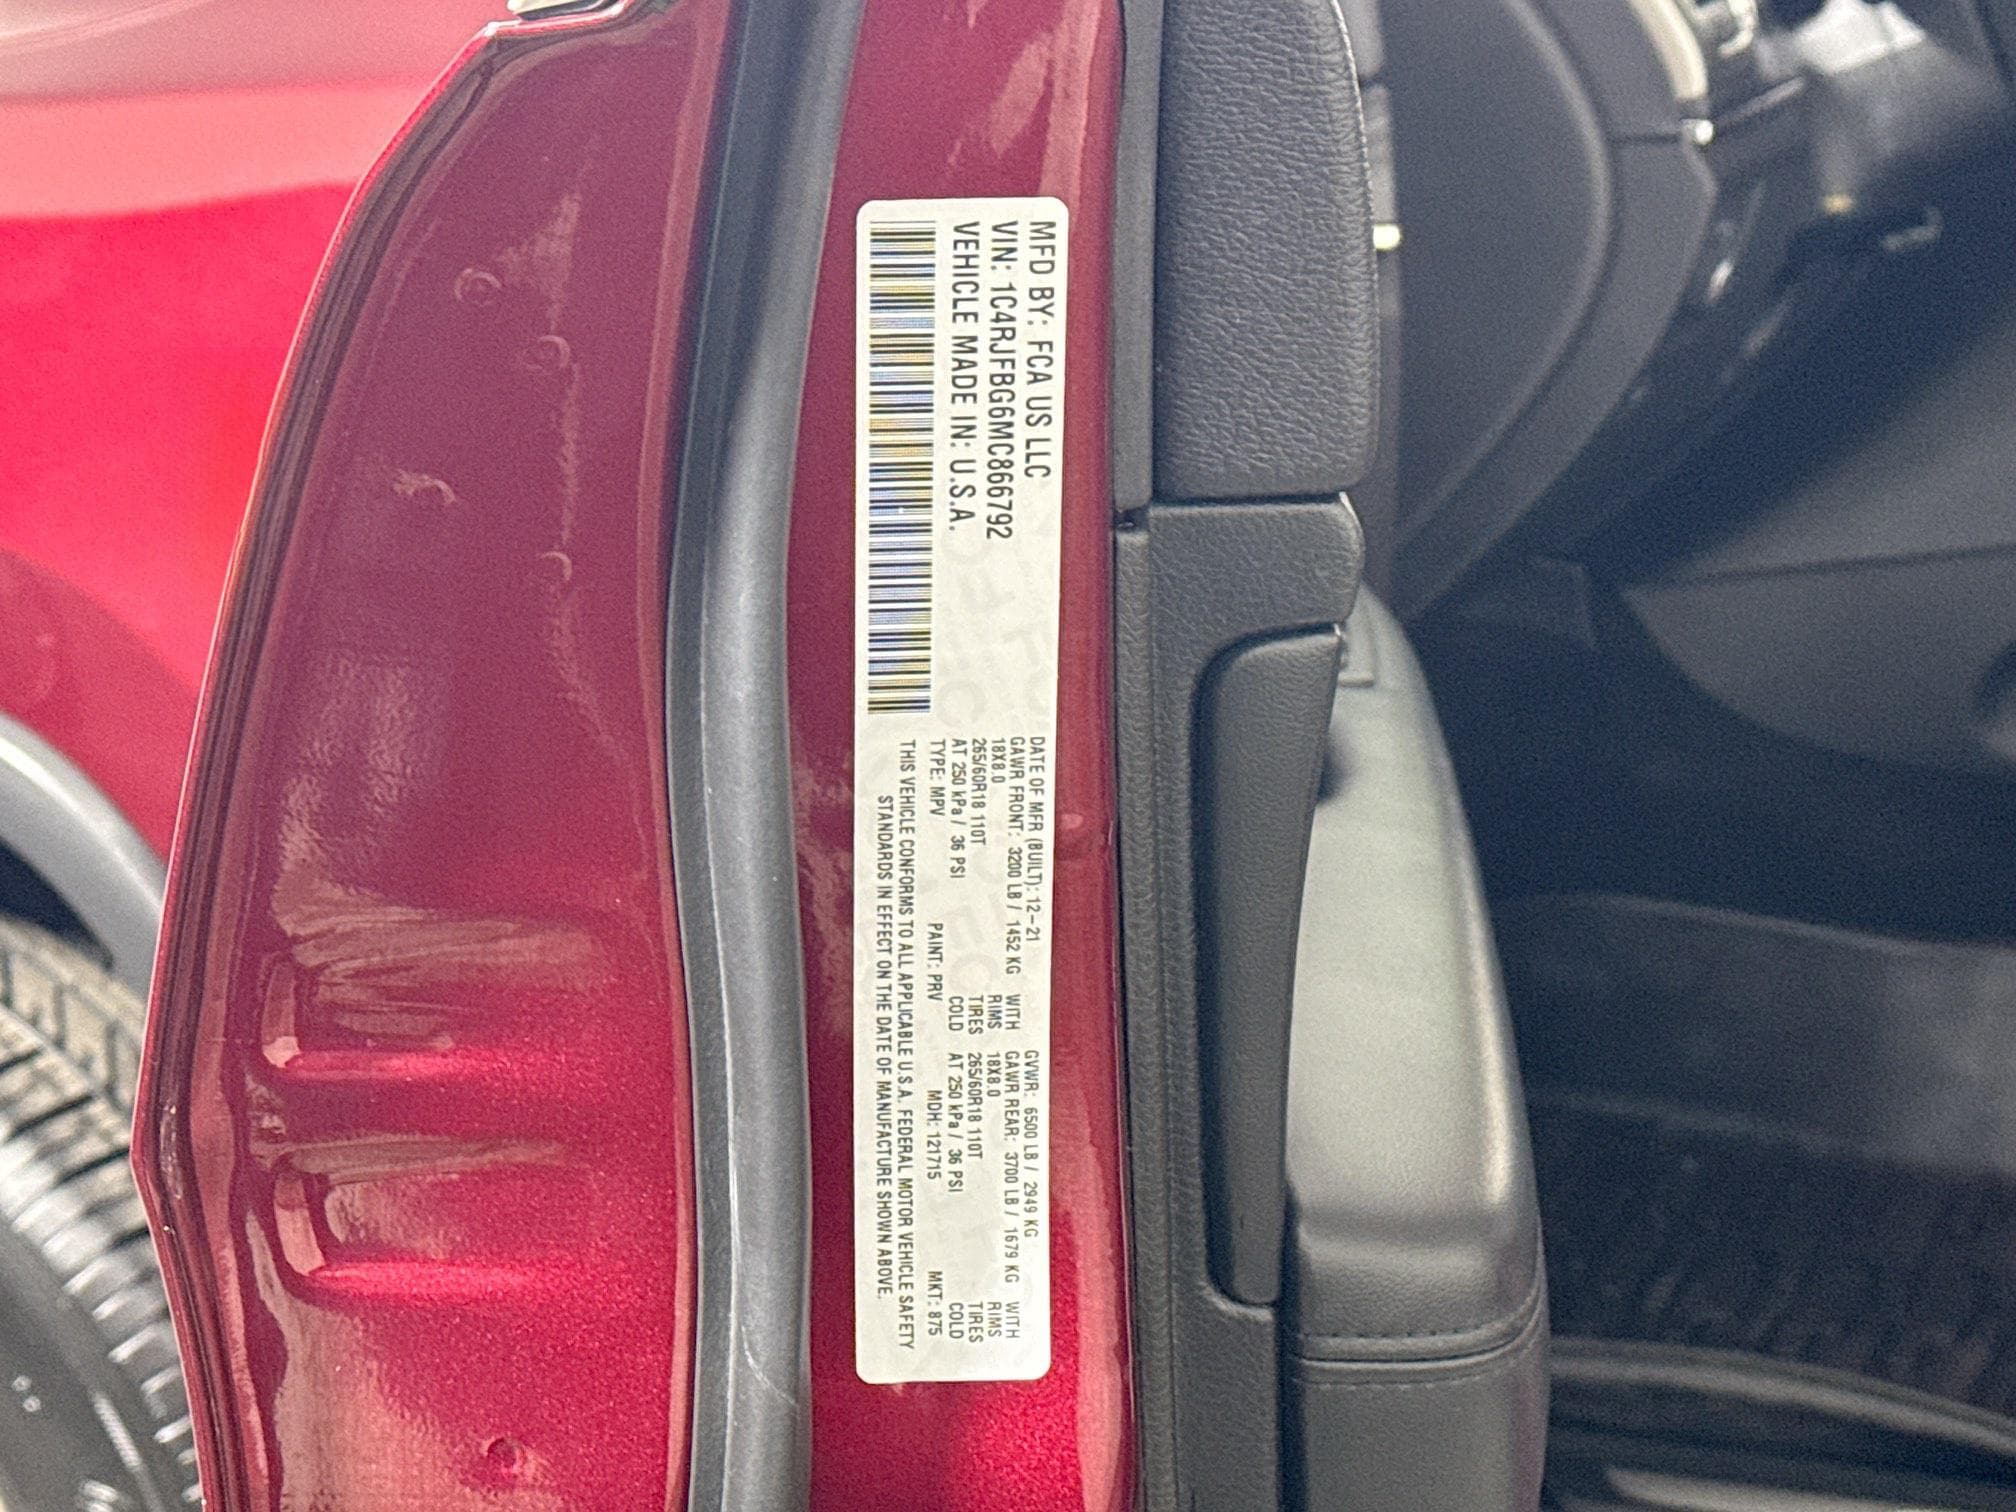 MFD BY: FCA US LLC
VIN: 1C4RJFBG6MC866792
VEHICLE MADE IN: U.S.A.
DATE OF MFR (BUILT): 12-21 GVWR: 6500 LB / 2949 KG
GAWR FRONT: 3200 LB / 1452 KG WITH GAWR REAR: 3700 LB / 1679 KG WITH
18X8.0 RIMS 18X8.0 RIMS
265/60R18 110T TIRES 265/60R18 110T TIRES
AT 250 kPa / 36 PSI COLD AT 250 kPa / 36 PSI COLD
TYPE: MPV PAINT: PRV MDH: 121715 MKT: 875
THIS VEHICLE CONFORMS TO ALL APPLICABLE U.S.A. FEDERAL MOTOR VEHICLE SAFETY
STANDARDS IN EFFECT ON THE DATE OF MANUFACTURE SHOWN ABOVE.